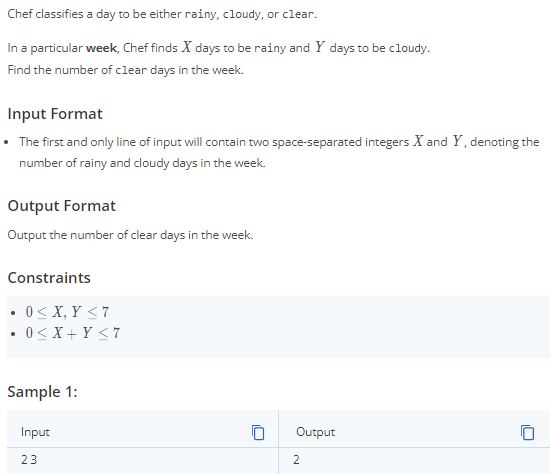 Chef classifies a day to be either rainy, cloudy, or clear.
In a particular week, Chef finds X days to be rainy and Y days to be cloudy.
Find the number of clear days in the week.
Input Format
• The first and only line of input will contain two space-separated integers X and Y, denoting the
number of rainy and cloudy days in the week.
Output Format
Output the number of clear days in the week.
Constraints
• 0 ≤ X, Y ≤ 7
• 0 ≤ X + Y ≤ 7
Sample 1:
Input
Output
2 3
2